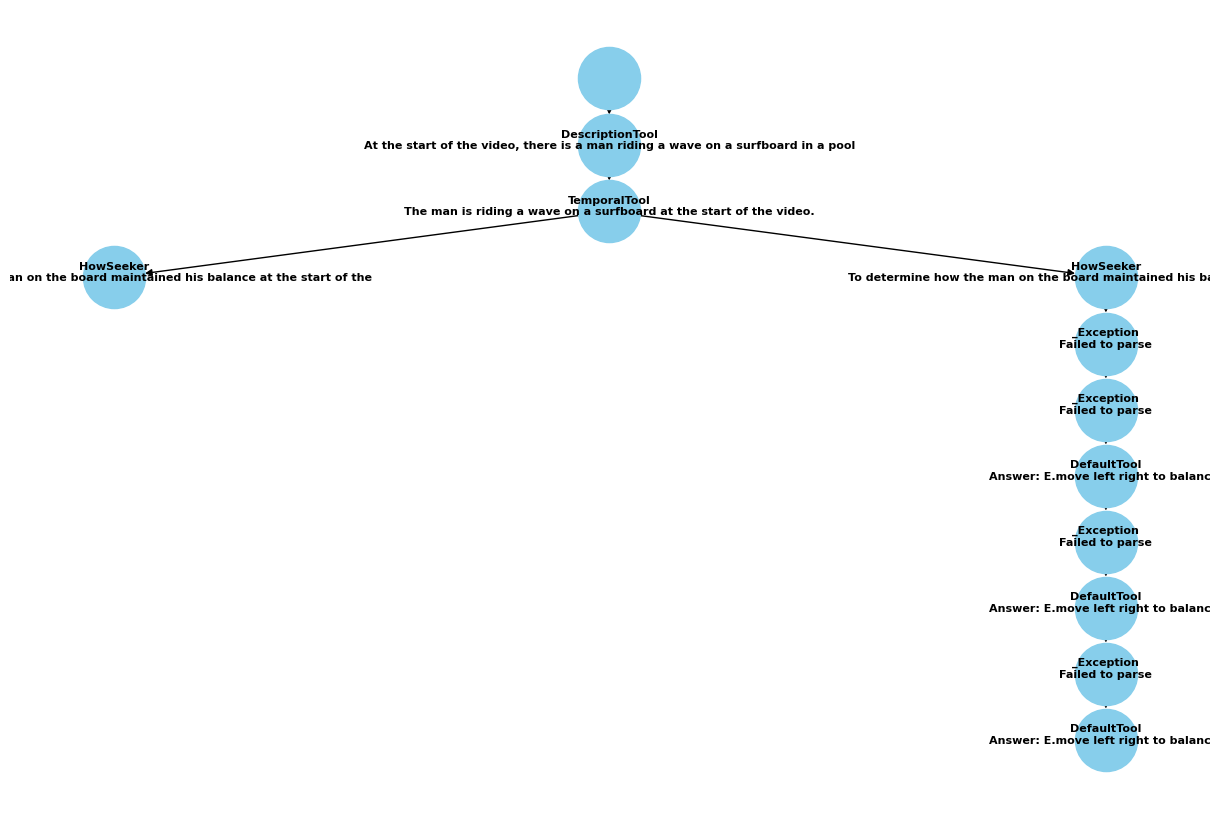 DescriptionTool
At the start of the video, there is a man riding a wave on a surfboard in a pool
TemporalTool
The man is riding a wave on a surfboard at the start of the video.
HowSeeker
an on the board maintained his balance at the start of the
HowSeeker
To determine how the man on the board maintained his ba
_Exception
Failed to parse
_Exception
Failed to parse
DefaultTool
Answer: E.move left right to balanc
_Exception
Failed to parse
DefaultTool
Answer: E.move left right to balanc
_Exception
Failed to parse
DefaultTool
Answer: E.move left right to balanc